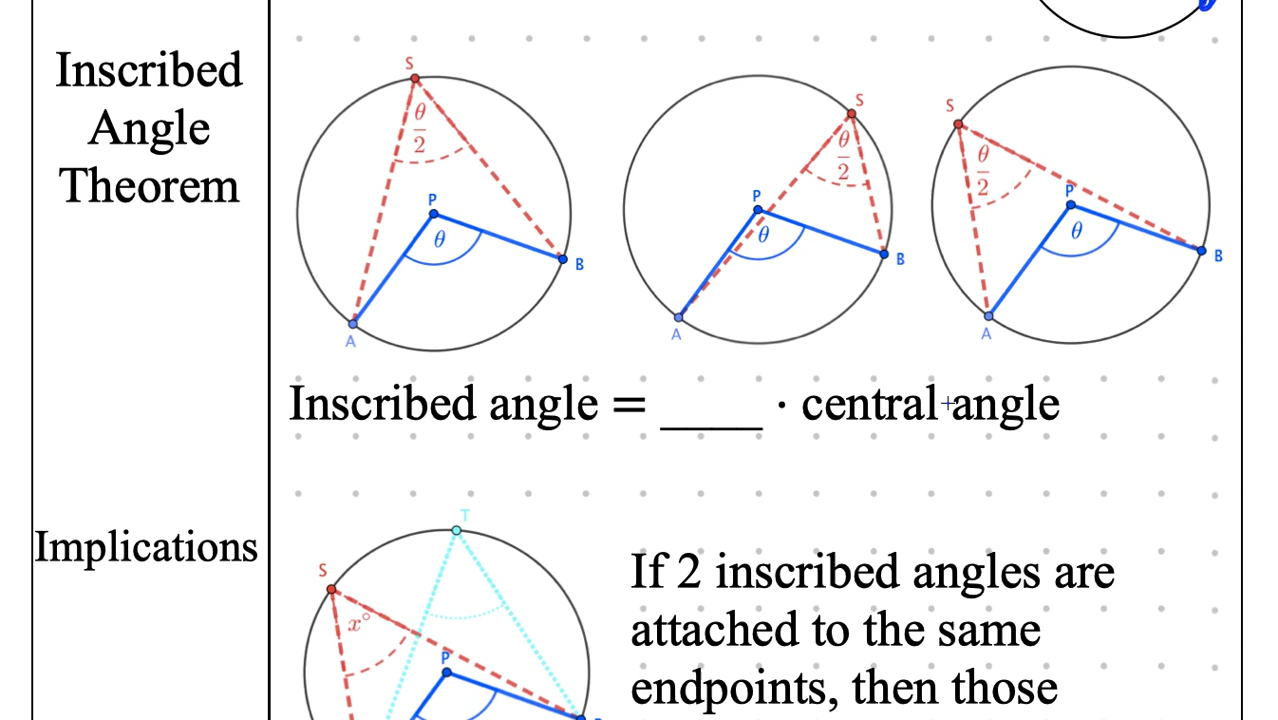 Inscribed
Angle
Theorem
S
θ/2
P
θ
B
A
S
θ/2
P
θ
B
A
S
θ/2
P
θ
B
A
Inscribed angle = ____ · central angle
Implications
T
S
x°
P
If 2 inscribed angles are
attached to the same
endpoints, then those